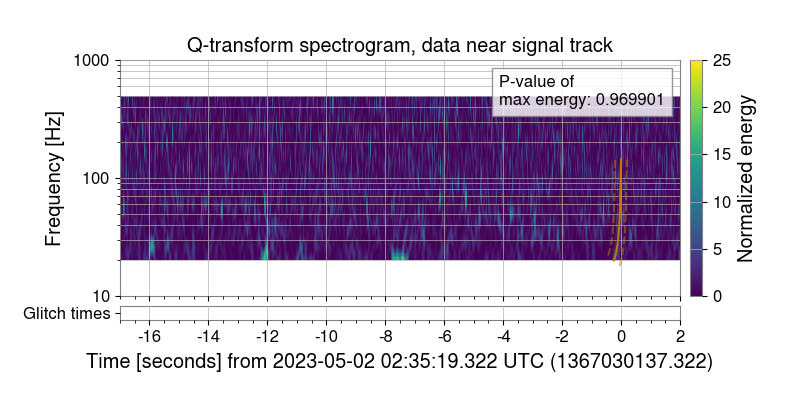 Q-transform spectrogram, data near signal track
P-value of
max energy: 0.969901
1000
100
10
Frequency [Hz]
25
20
15
10
5
0
Normalized energy
Glitch times
-16 -14 -12 -10 -8 -6 -4 -2 0 2
Time [seconds] from 2023-05-02 02:35:19.322 UTC (1367030137.322)